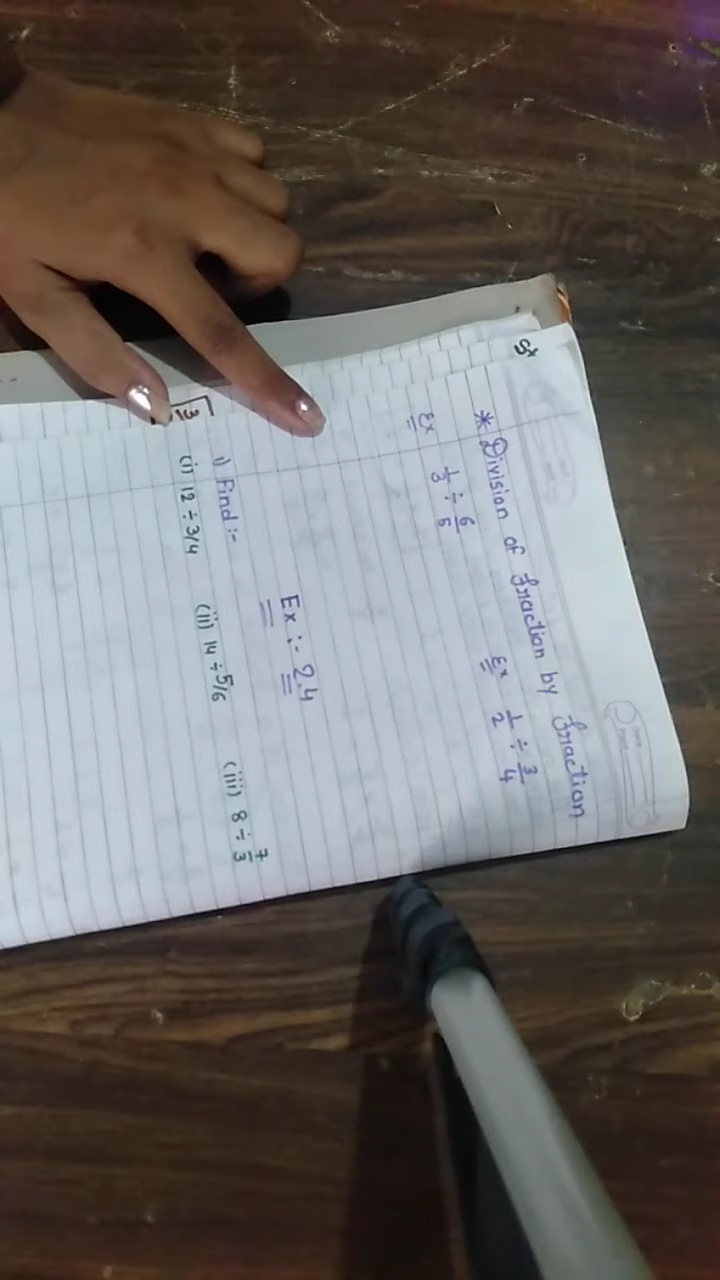 * Division of fraction by fraction
Ex 1/3 ÷ 6/5 Ex 1/2 ÷ 3/4
Ex :- 2.4
1) Find :-
(i) 12 ÷ 3/4 (ii) 14 ÷ 5/6 (iii) 8 ÷ 7/3